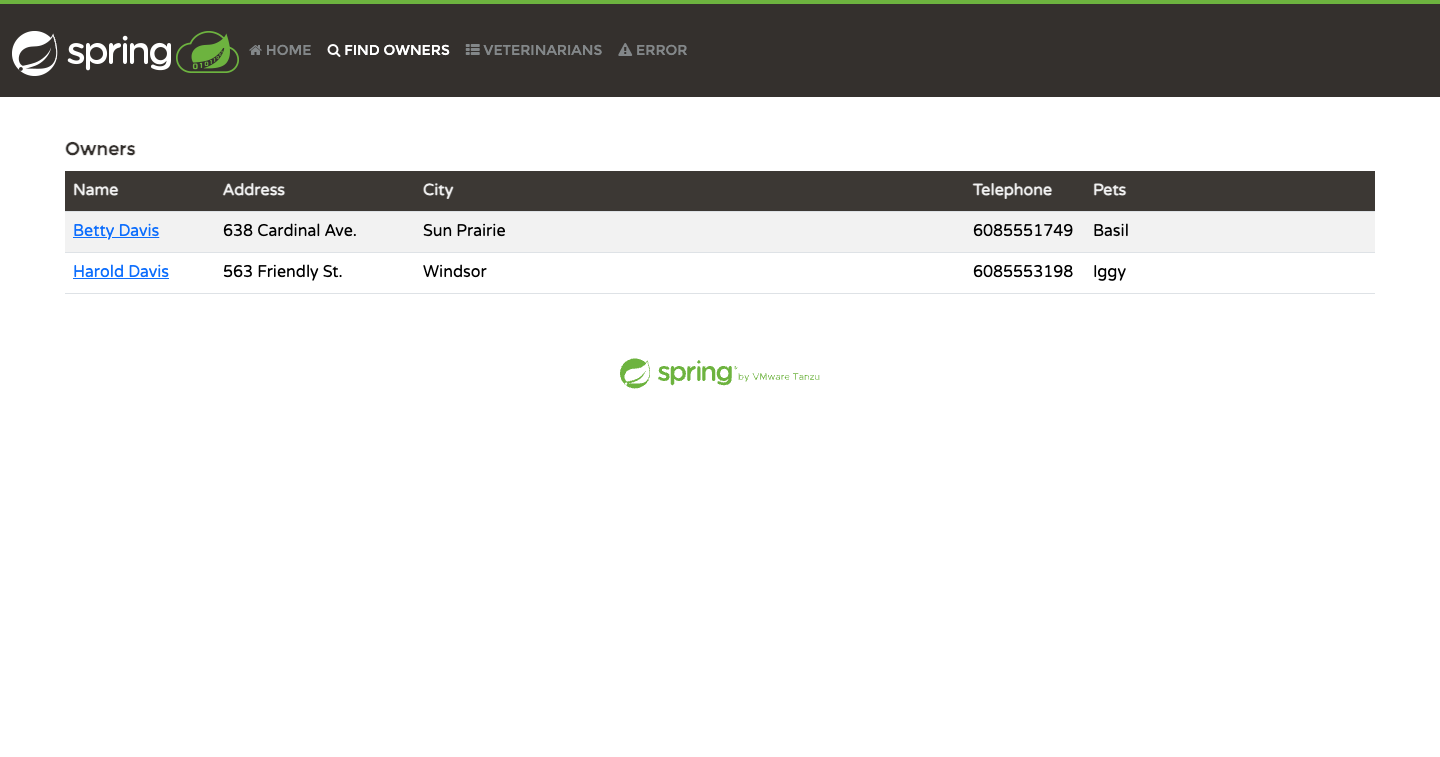 spring HOME FIND OWNERS VETERINARIANS ERROR
Owners
Name Address City Telephone Pets
Betty Davis 638 Cardinal Ave. Sun Prairie 6085551749 Basil
Harold Davis 563 Friendly St. Windsor 6085553198 Iggy
spring by VMware Tanzu